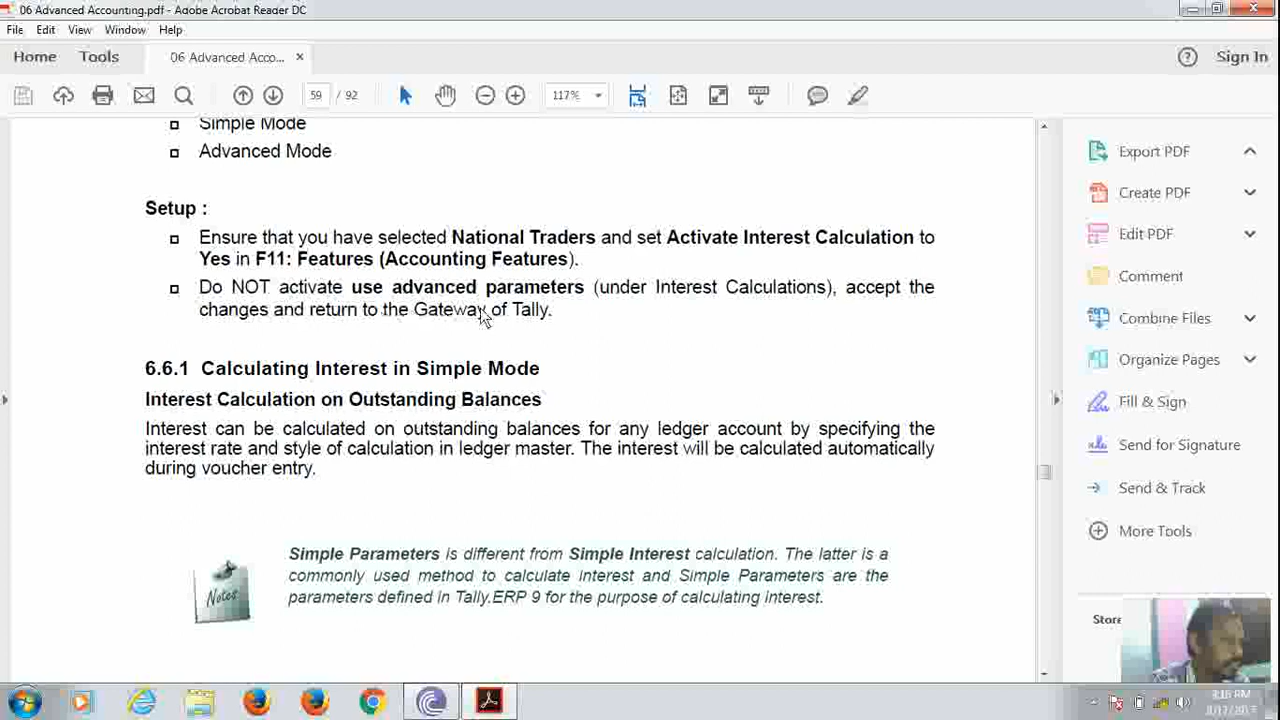 06 Advanced Accounting.pdf - Adobe Acrobat Reader DC
File Edit View Window Help
Home Tools 06 Advanced Acco... ×
Sign In
59 / 92 117%
Simple Mode
Advanced Mode
Setup :
Ensure that you have selected National Traders and set Activate Interest Calculation to
Yes in F11: Features (Accounting Features).
Do NOT activate use advanced parameters (under Interest Calculations), accept the
changes and return to the Gateway of Tally.
6.6.1 Calculating Interest in Simple Mode
Interest Calculation on Outstanding Balances
Interest can be calculated on outstanding balances for any ledger account by specifying the
interest rate and style of calculation in ledger master. The interest will be calculated automatically
during voucher entry.
Notes
Simple Parameters is different from Simple Interest calculation. The latter is a
commonly used method to calculate interest and Simple Parameters are the
parameters defined in Tally.ERP 9 for the purpose of calculating interest.
Export PDF
Create PDF
Edit PDF
Comment
Combine Files
Organize Pages
Fill & Sign
Send for Signature
Send & Track
More Tools
Store